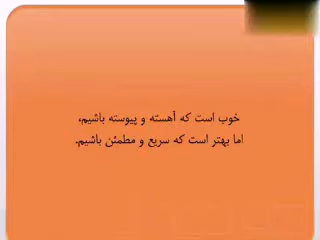 خوب است که آهسته و پیوسته باشیم،
اما بهتر است که سریع و مطمئن باشیم.